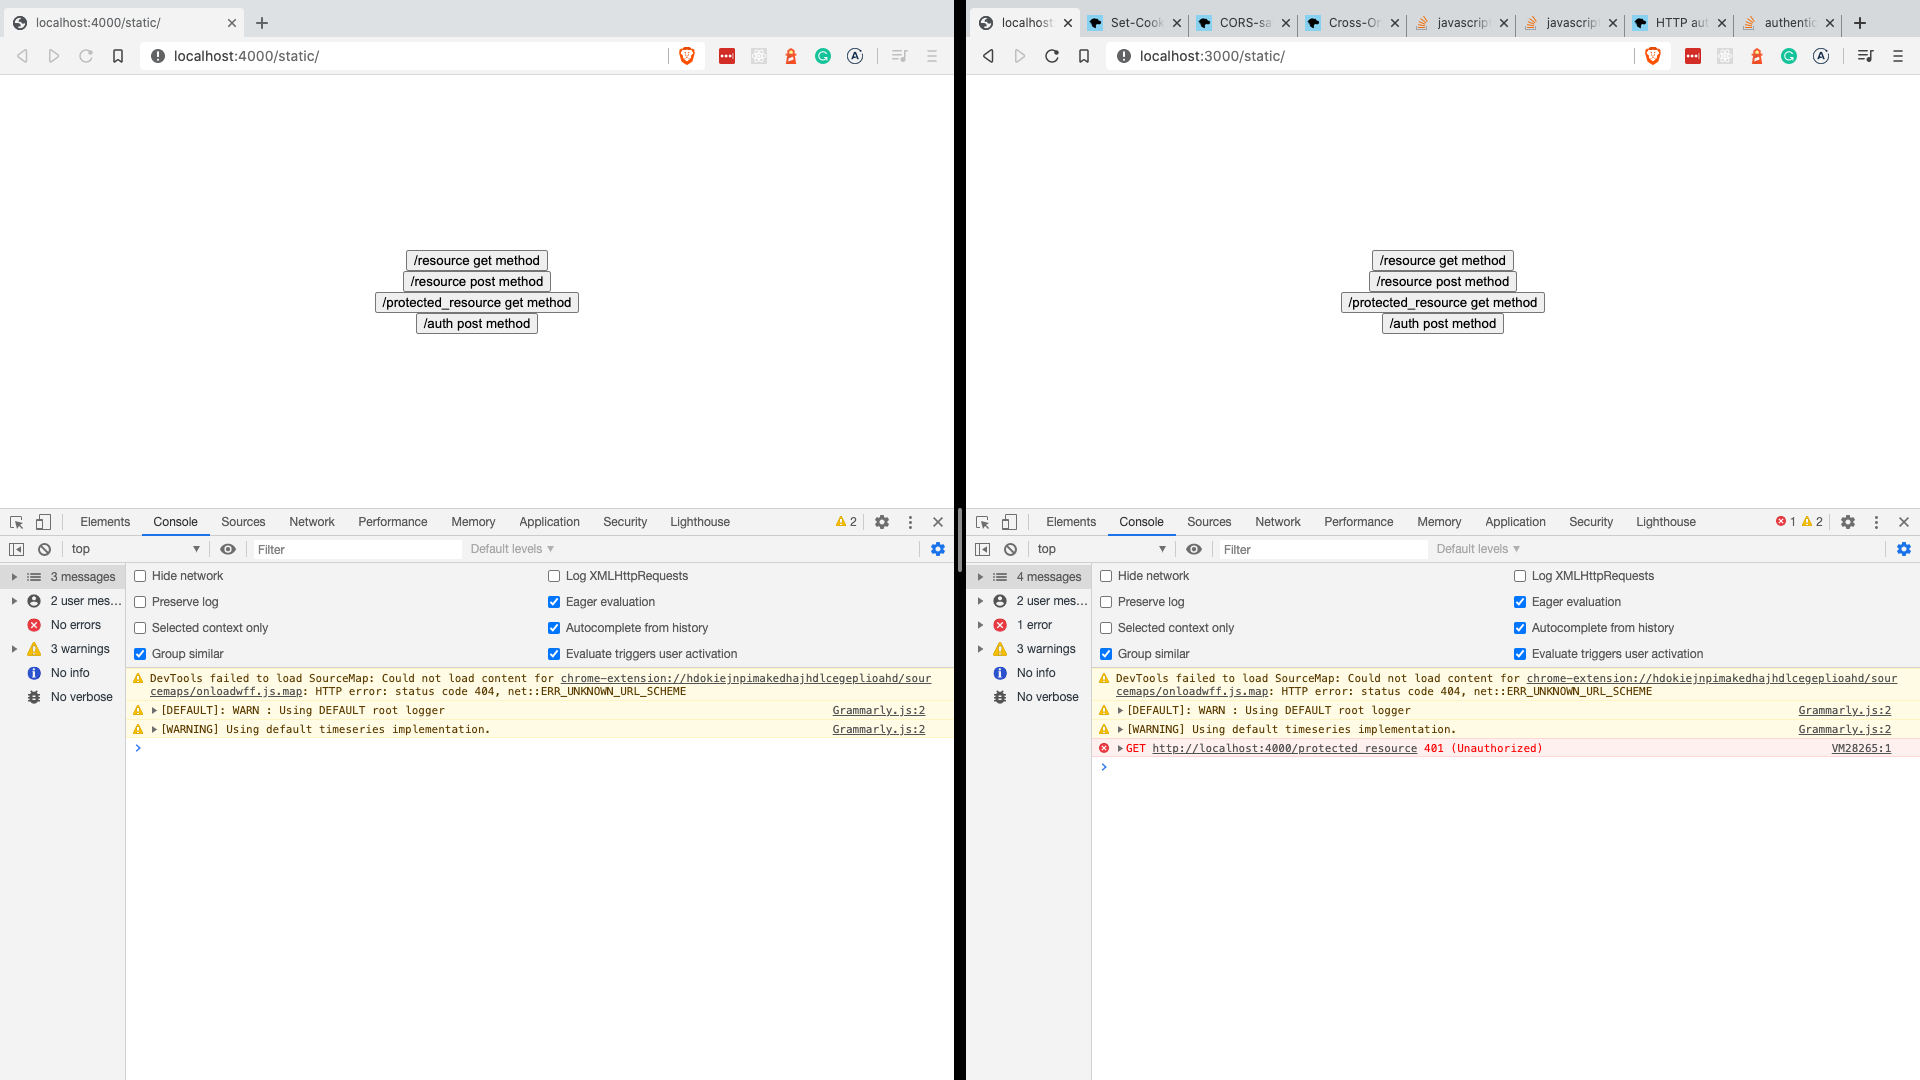 localhost:4000/static/
localhost:4000/static/
/resource get method
/resource post method
/protected_resource get method
/auth post method
Elements Console Sources Network Performance Memory Application Security Lighthouse 2
top Filter Default levels
3 messages
2 user mes...
No errors
3 warnings
No info
No verbose
Hide network Log XMLHttpRequests
Preserve log Eager evaluation
Selected context only Autocomplete from history
Group similar Evaluate triggers user activation
DevTools failed to load SourceMap: Could not load content for chrome-extension://hdokiejnpimakedhajhdlcegeplioahd/sour
cemaps/onloadwff.js.map: HTTP error: status code 404, net::ERR_UNKNOWN_URL_SCHEME
[DEFAULT]: WARN : Using DEFAULT root logger Grammarly.js:2
[WARNING] Using default timeseries implementation. Grammarly.js:2
localhost: Set-Cook CORS-sa Cross-Or javascript javascript HTTP aut authentic
localhost:3000/static/
/resource get method
/resource post method
/protected_resource get method
/auth post method
Elements Console Sources Network Performance Memory Application Security Lighthouse 1 2
top Filter Default levels
4 messages
2 user mes...
1 error
3 warnings
No info
No verbose
Hide network Log XMLHttpRequests
Preserve log Eager evaluation
Selected context only Autocomplete from history
Group similar Evaluate triggers user activation
DevTools failed to load SourceMap: Could not load content for chrome-extension://hdokiejnpimakedhajhdlcegeplioahd/sour
cemaps/onloadwff.js.map: HTTP error: status code 404, net::ERR_UNKNOWN_URL_SCHEME
[DEFAULT]: WARN : Using DEFAULT root logger Grammarly.js:2
[WARNING] Using default timeseries implementation. Grammarly.js:2
GET http://localhost:4000/protected_resource 401 (Unauthorized) VM28265:1